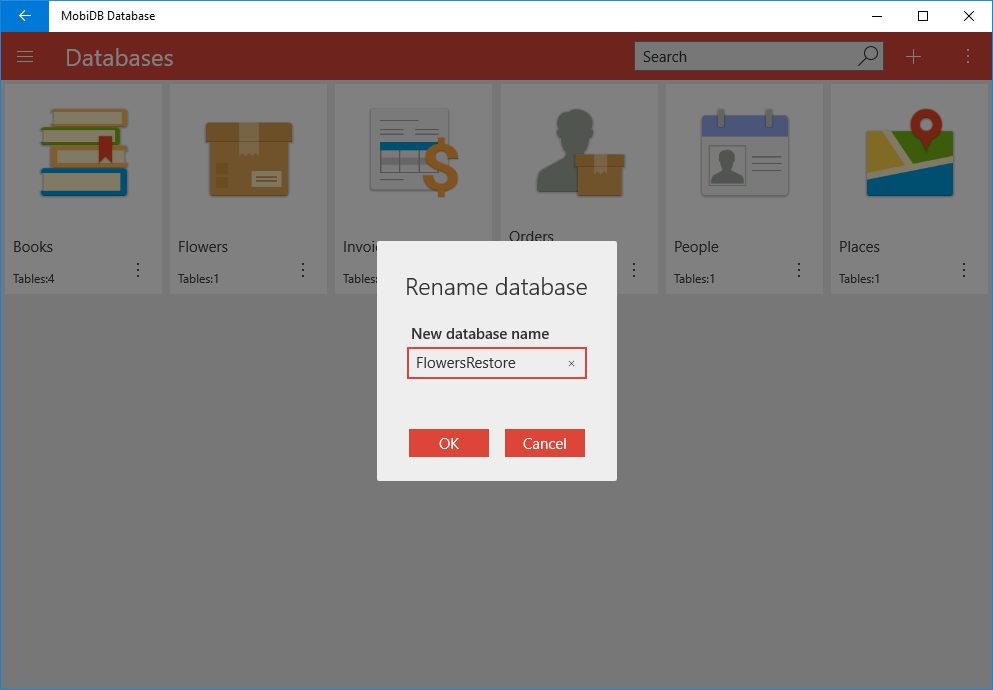 MobiDB Database
Databases
Search
Books
Flowers
Orders
People
Places
Tables:4
Tables:1
Tables:
Tables:1
Tables:1
Rename database
New database name
FlowersRestore
OK
Cancel